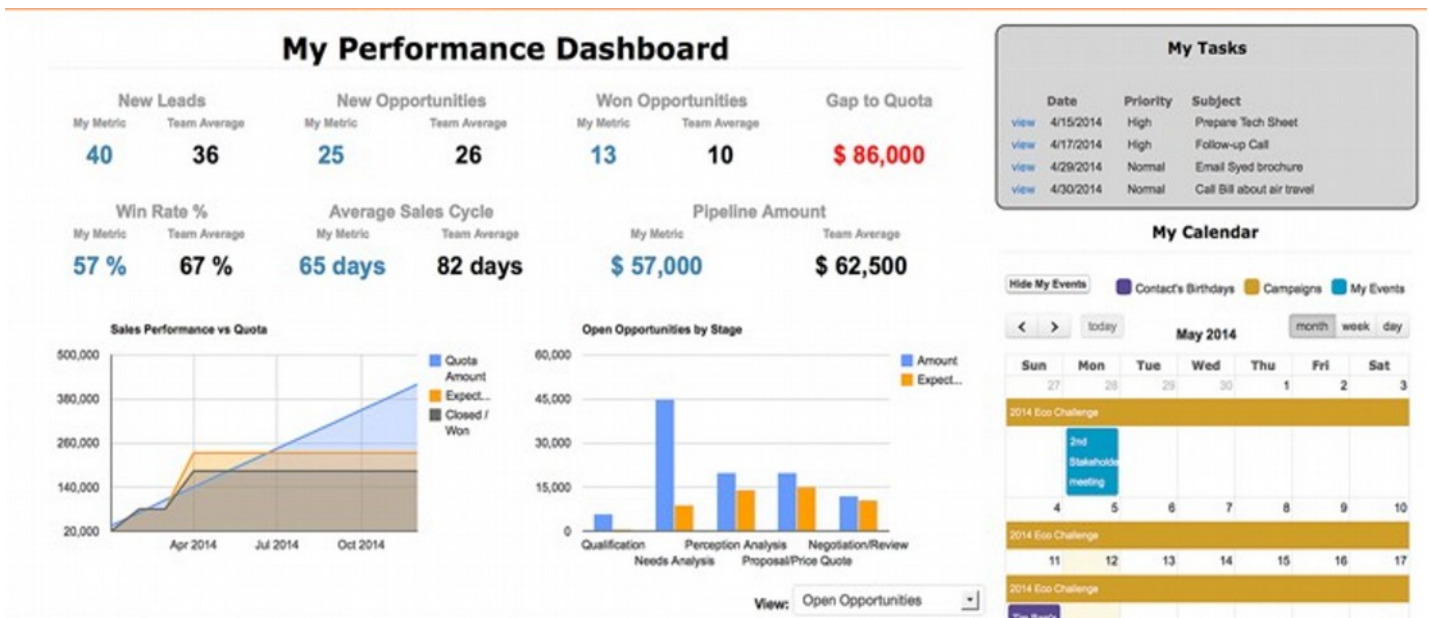 My Performance Dashboard
New Leads
My Metric Team Average
40 36
New Opportunities
My Metric Team Average
25 26
Won Opportunities
My Metric Team Average
13 10
Gap to Quota
$ 86,000
Win Rate %
My Metric Team Average
57 % 67 %
Average Sales Cycle
My Metric Team Average
65 days 82 days
Pipeline Amount
My Metric Team Average
$ 57,000 $ 62,500
Sales Performance vs Quota
500,000
380,000
260,000
140,000
20,000
Apr 2014 Jul 2014 Oct 2014
Quota
Amount
Expect...
Closed /
Won
Open Opportunities by Stage
60,000
45,000
30,000
15,000
0
Qualification Perception Analysis Negotiation/Review
Needs Analysis Proposal/Price Quote
Amount
Expect...
View: Open Opportunities
My Tasks
Date Priority Subject
view 4/15/2014 High Prepare Tech Sheet
view 4/17/2014 High Follow-up Call
view 4/29/2014 Normal Email Syed brochure
view 4/30/2014 Normal Call Bill about air travel
My Calendar
Hide My Events Contact's Birthdays Campaigns My Events
< > today May 2014 month week day
Sun Mon Tue Wed Thu Fri Sat
27 28 29 30 1 2 3
2014 Eco Challenge
2nd
Stakeholde
meeting
4 5 6 7 8 9 10
2014 Eco Challenge
11 12 13 14 15 16 17
2014 Eco Challenge